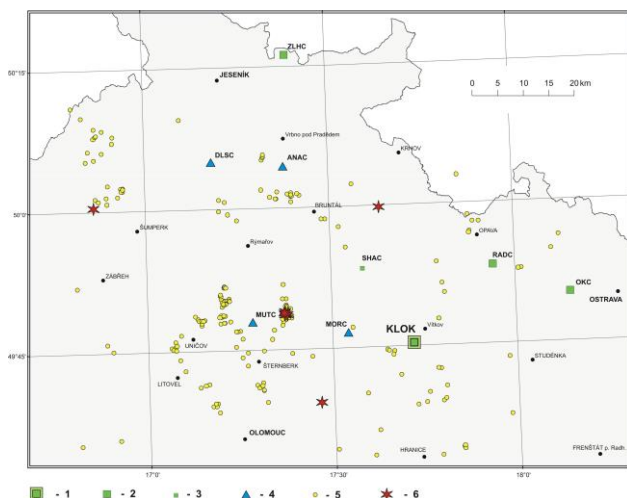 ZLHC
50°15'
JESENÍK
0 5 10 15 20 km
Vrbno pod Pradědem
KRNOV
DLSC
ANAC
BRUNTÁL
50°0'
ŠUMPERK
OPAVA
Rýmařov
SHAC
RADC
ZÁBŘEH
OKC
OSTRAVA
MUTC
MORC
KLOK
Vítkov
UNIČOV
49°45'
ŠTERNBERK
STUDÉNKA
LITOVEL
OLOMOUC
HRANICE
FRENŠTÁT p. Radh.
17°0'
17°30'
18°0'
- 1 - 2 - 3 - 4 - 5 - 6